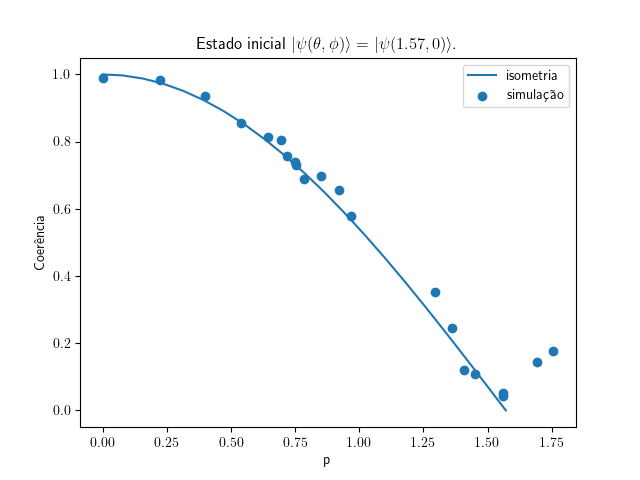 Estado inicial |ψ(θ, ϕ)⟩ = |ψ(1.57, 0)⟩.
isometria
simulação
Coerência
1.0
0.8
0.6
0.4
0.2
0.0
0.00 0.25 0.50 0.75 1.00 1.25 1.50 1.75
p